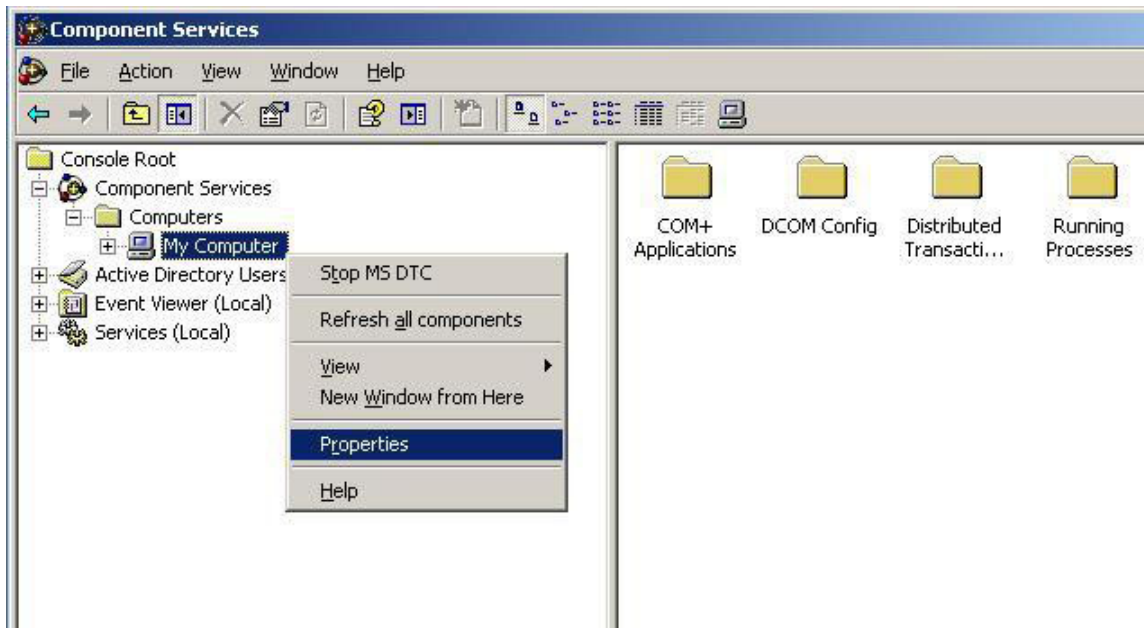 Component Services
File Action View Window Help
Console Root
Component Services
Computers
My Computer
Active Directory Users
Event Viewer (Local)
Services (Local)
Stop MS DTC
Refresh all components
View
New Window from Here
Properties
Help
COM+ Applications
DCOM Config
Distributed Transacti...
Running Processes